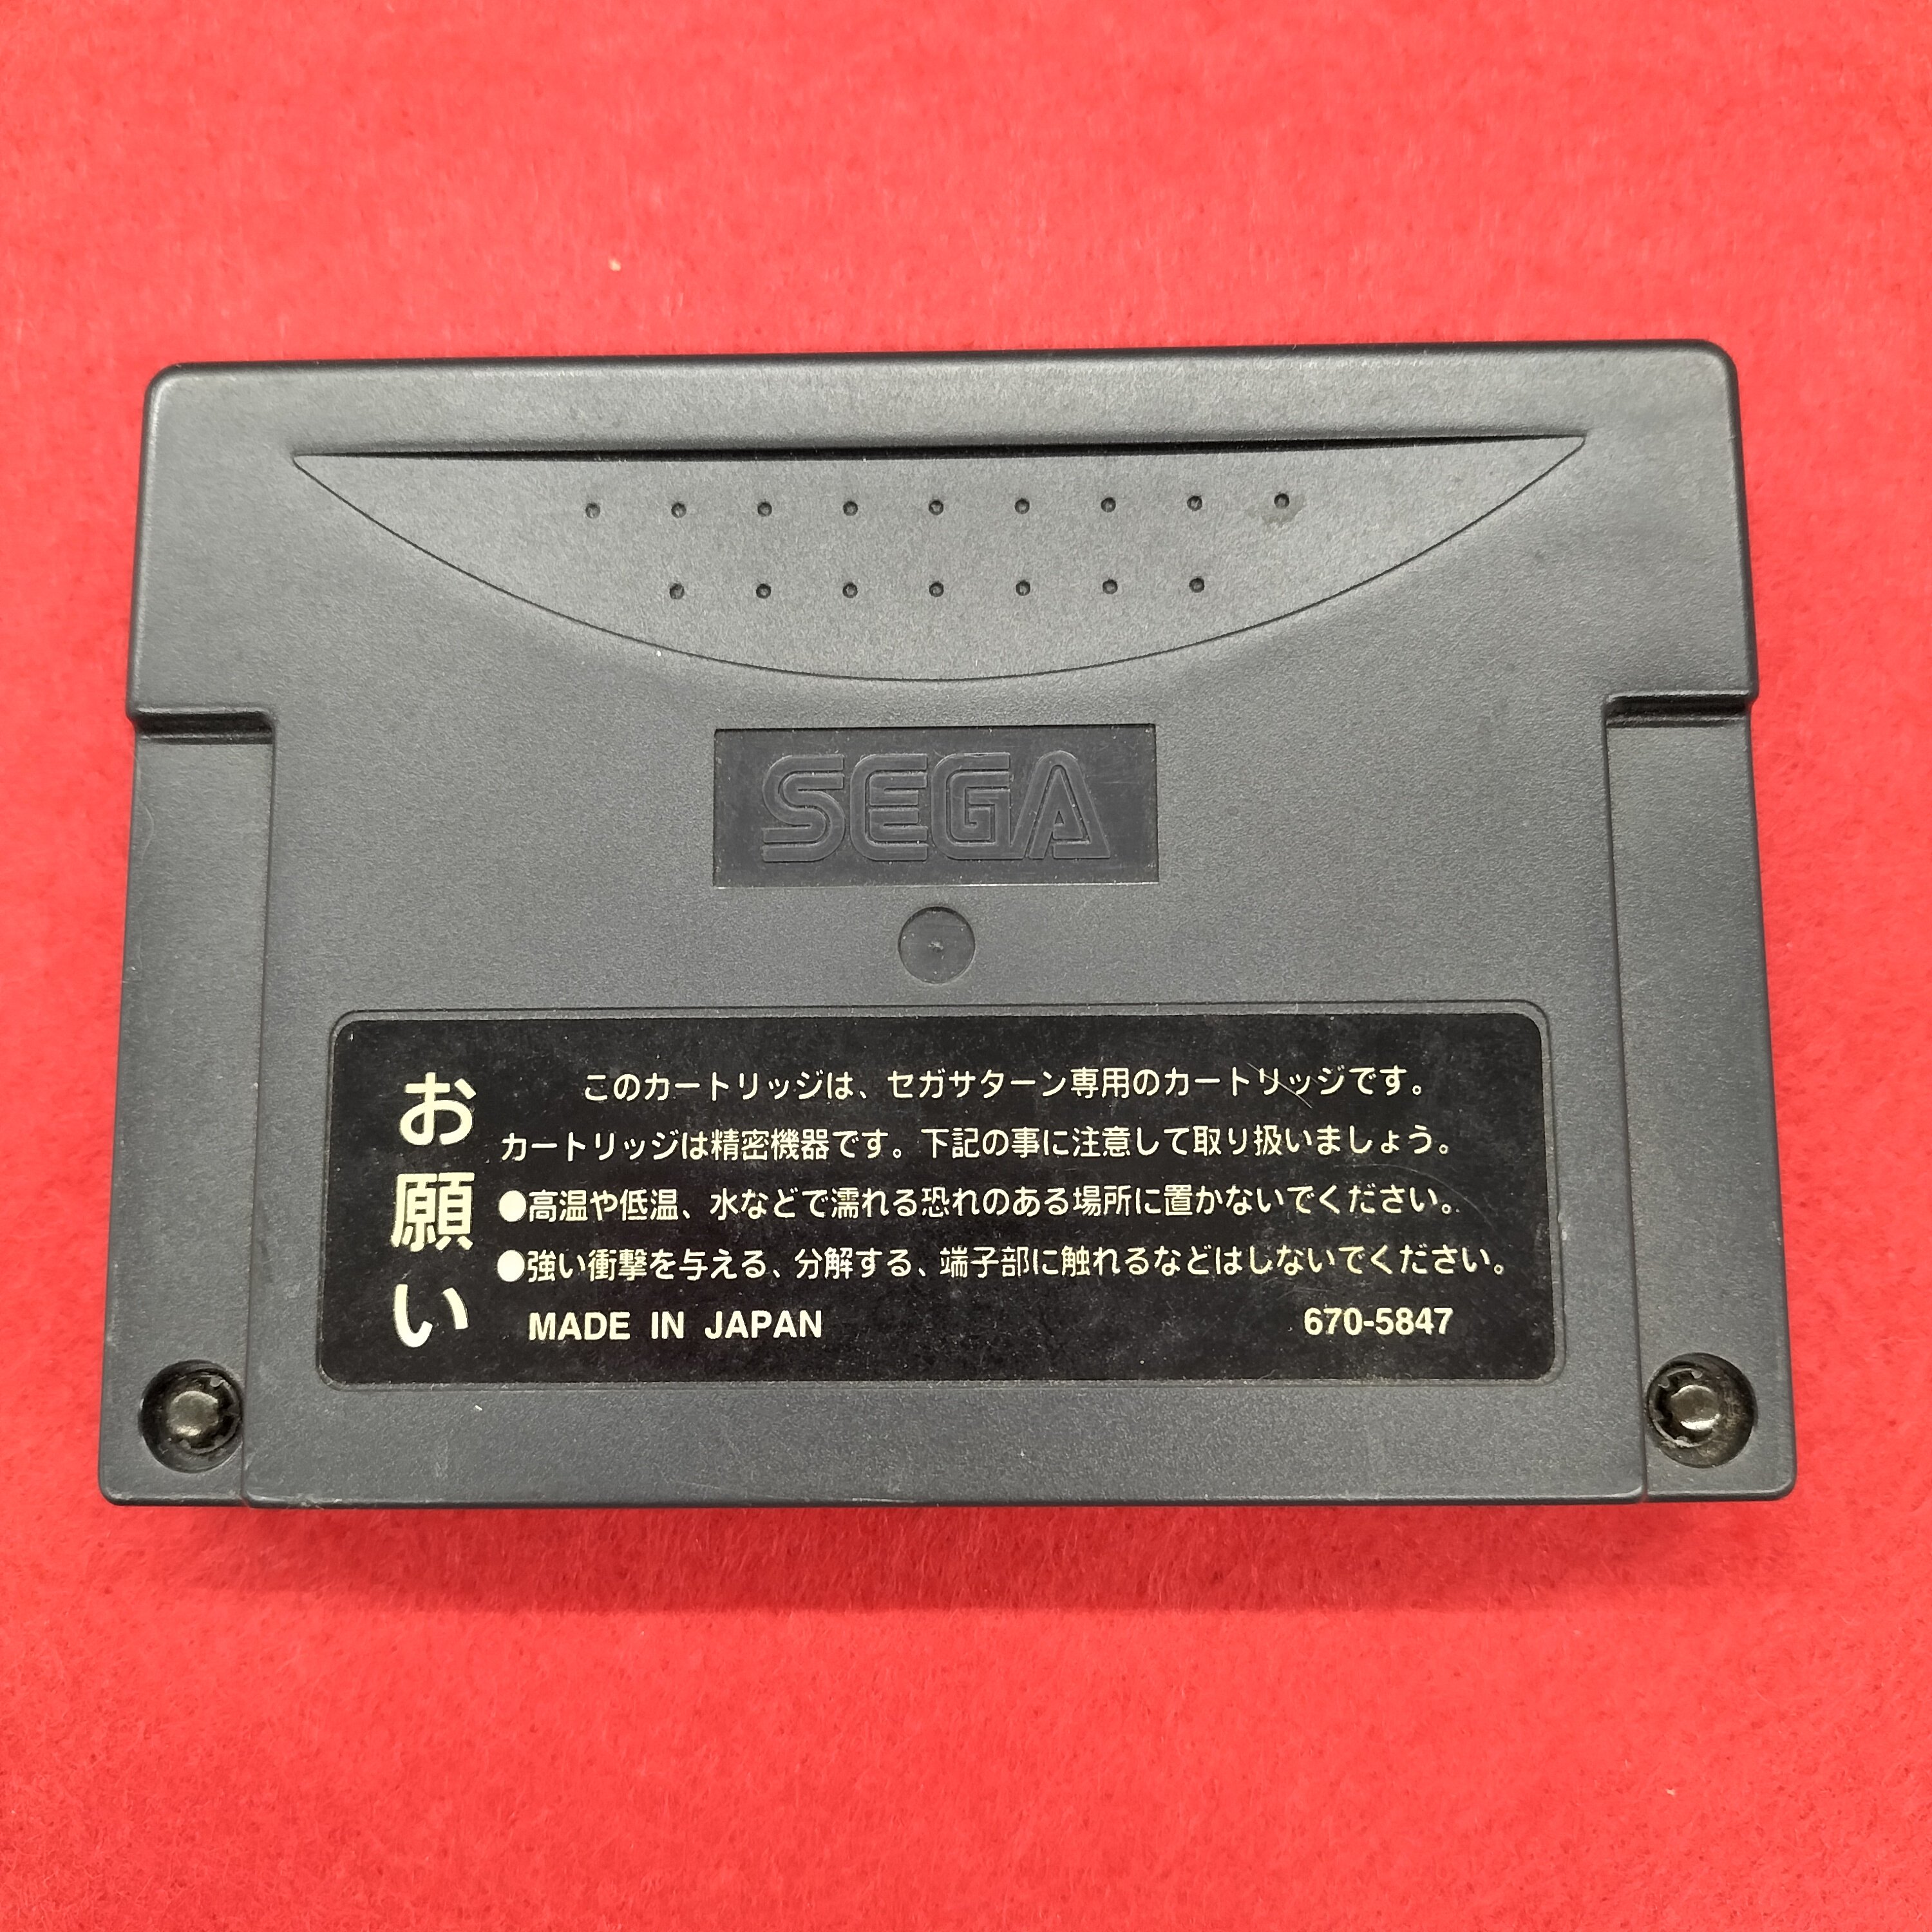 SEGA
お願い
このカートリッジは、セガサターン専用のカートリッジです。
カートリッジは精密機器です。下記の事に注意して取り扱いましょう。
●高温や低温、水などで濡れる恐れのある場所に置かないでください。
●強い衝撃を与える、分解する、端子部に触れるなどはしないでください。
MADE IN JAPAN 670-5847